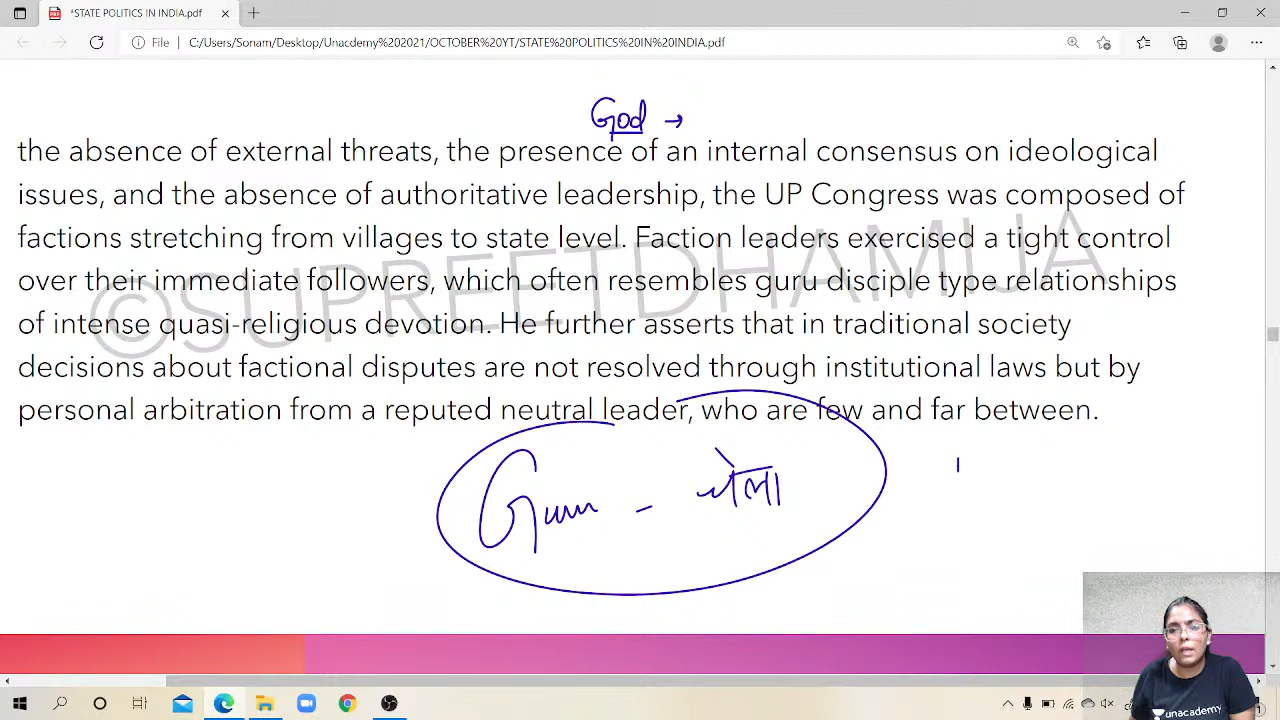 *STATE POLITICS IN INDIA.pdf
File C:/Users/Sonam/Desktop/Unacdemy%202021/OCTOBER%20YT/STATE%20POLITICS%20IN%20INDIA.pdf
God →
the absence of external threats, the presence of an internal consensus on ideological
issues, and the absence of authoritative leadership, the UP Congress was composed of
factions stretching from villages to state level. Faction leaders exercised a tight control
over their immediate followers, which often resembles guru disciple type relationships
of intense quasi-religious devotion. He further asserts that in traditional society
decisions about factional disputes are not resolved through institutional laws but by
personal arbitration from a reputed neutral leader, who are few and far between.
©SUPREETDHAMIJA
Guru - चेला
unacademy